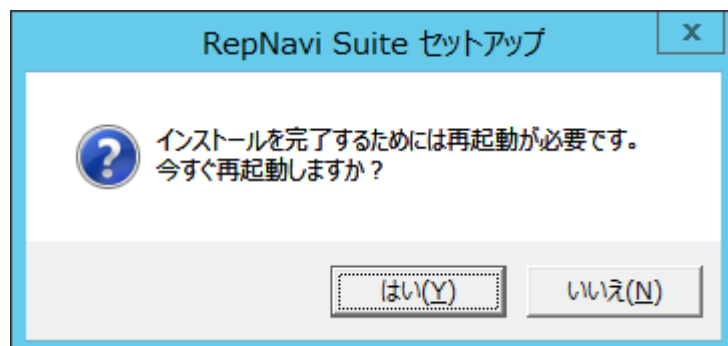 RepNavi Suite セットアップ
x
インストールを完了するためには再起動が必要です。
今すぐ再起動しますか？
はい(Y)
いいえ(N)